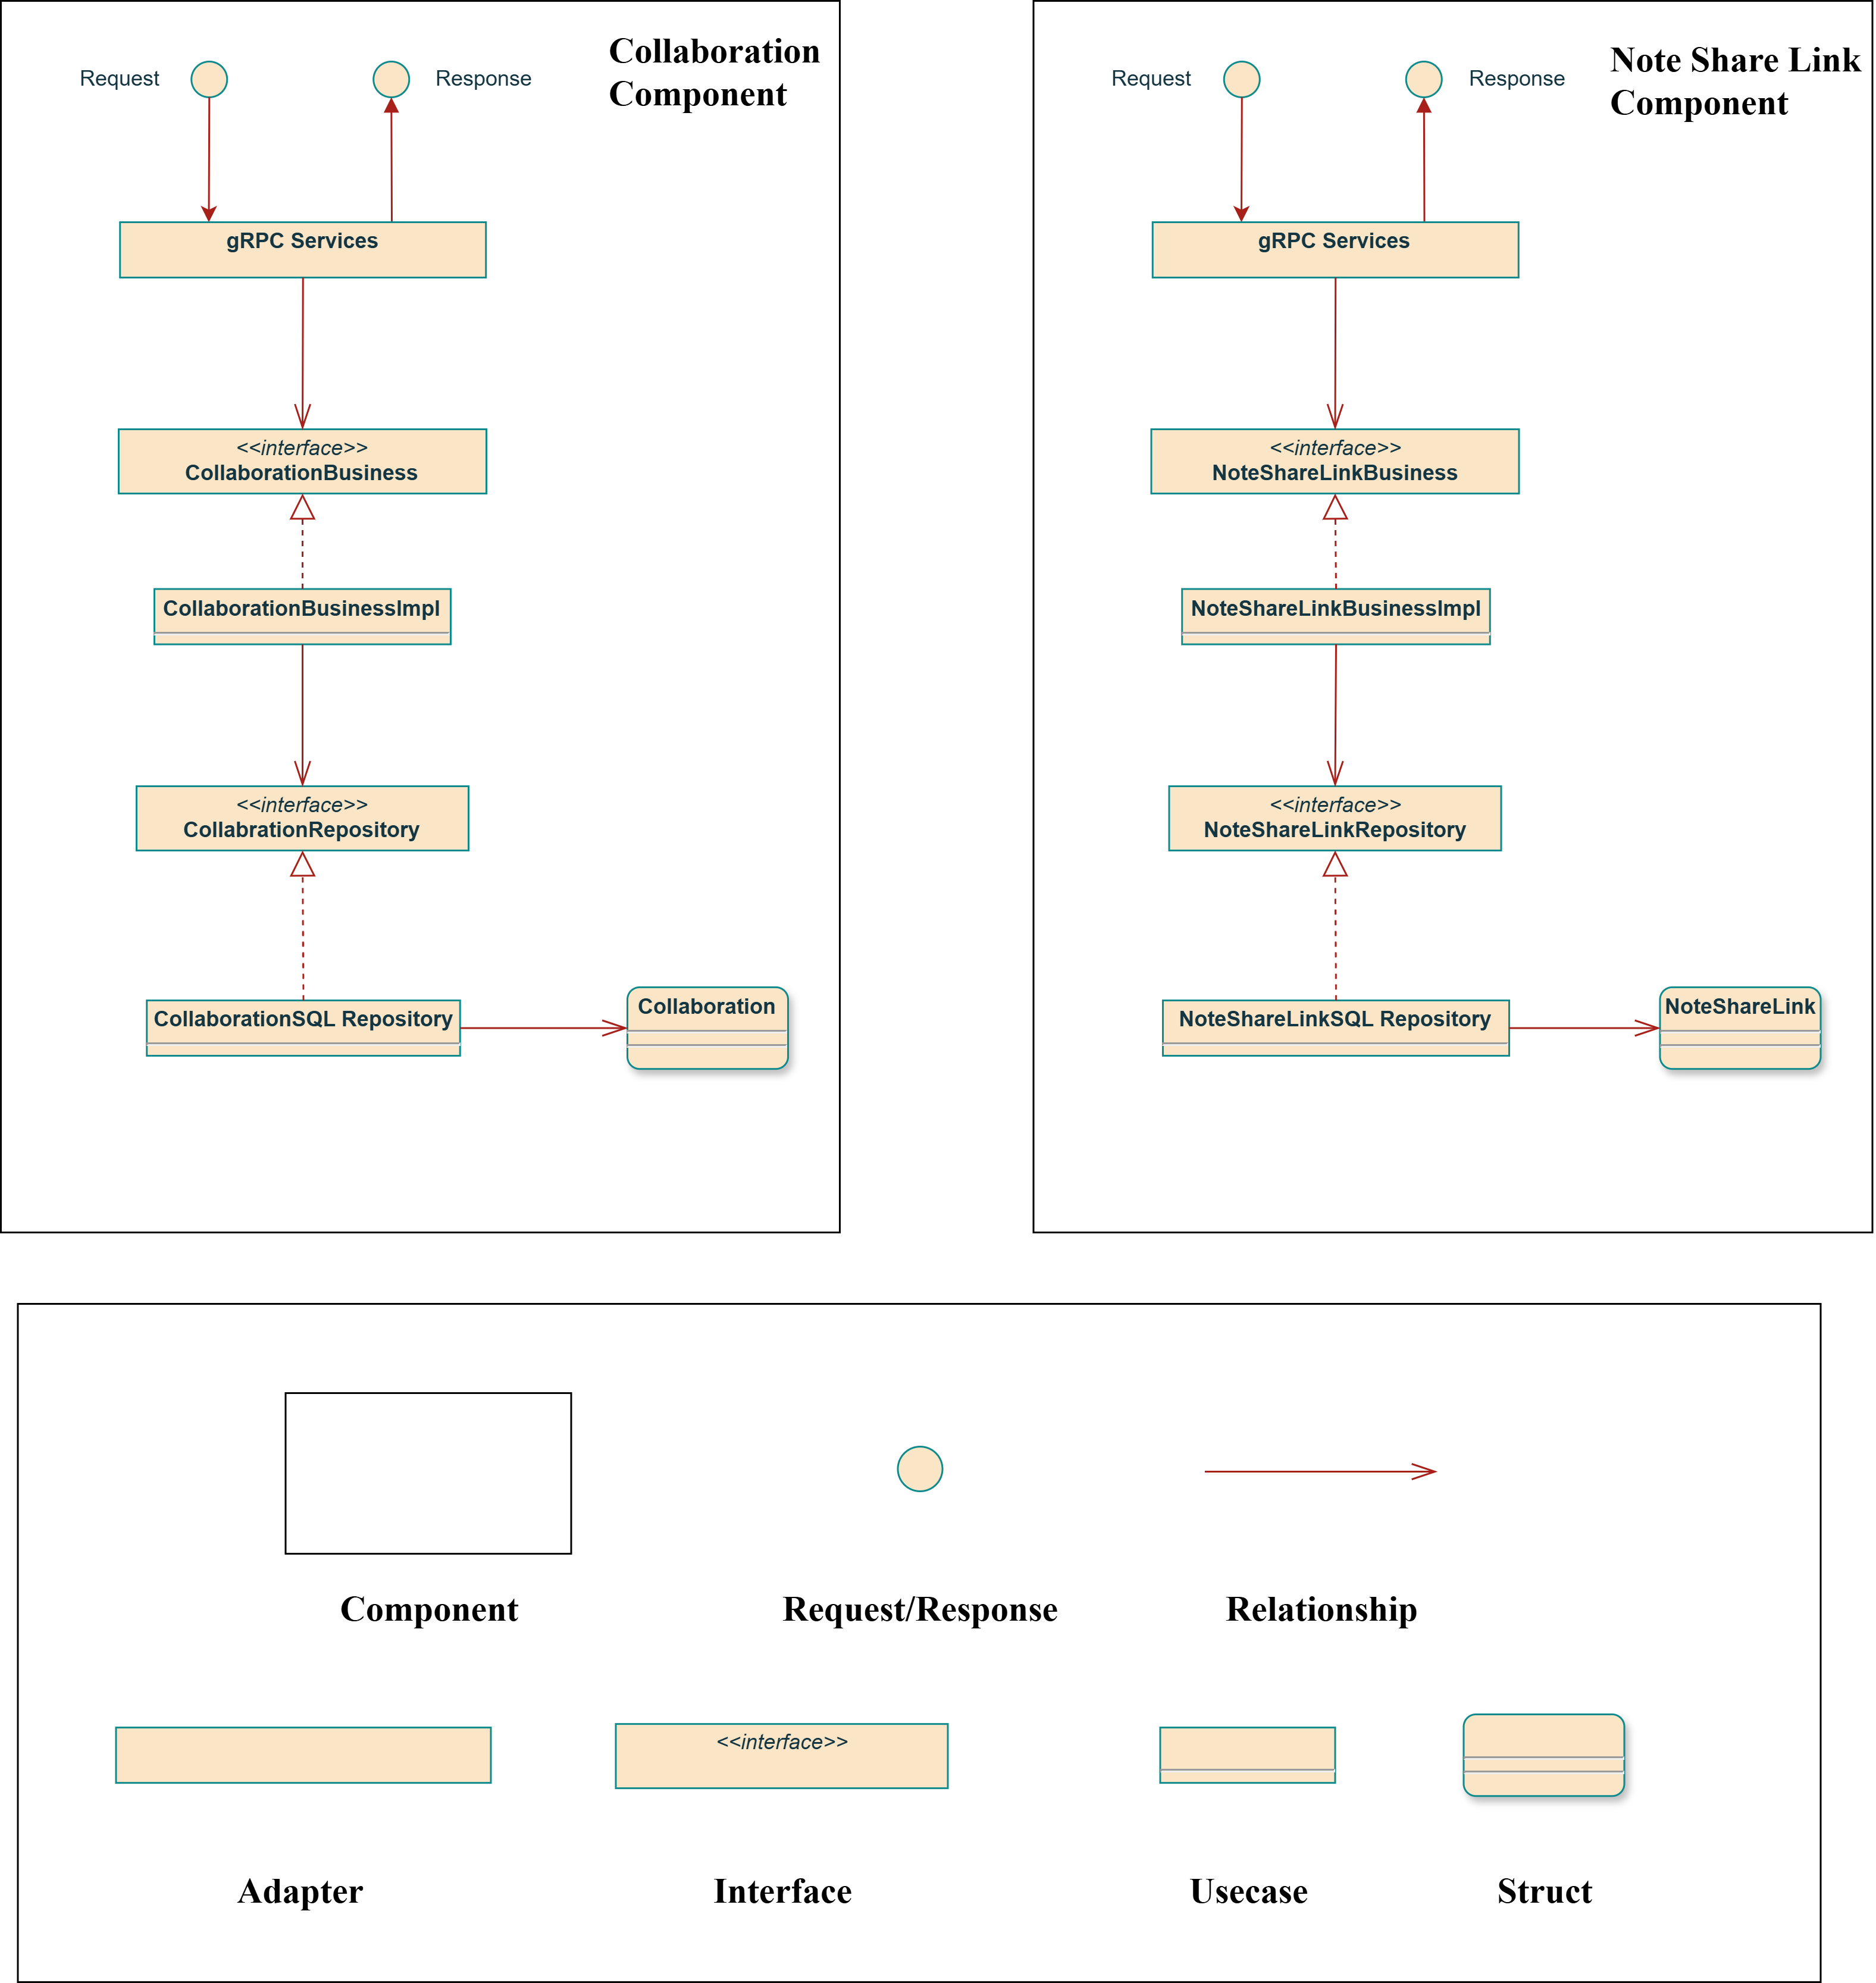 Collaboration
Component
Request
Response
gRPC Services
<<interface>>
CollaborationBusiness
CollaborationBusinessImpl
<<interface>>
CollabrationRepository
CollaborationSQL Repository
Collaboration
Note Share Link
Component
Request
Response
gRPC Services
<<interface>>
NoteShareLinkBusiness
NoteShareLinkBusinessImpl
<<interface>>
NoteShareLinkRepository
NoteShareLinkSQL Repository
NoteShareLink
Component
Request/Response
Relationship
<<interface>>
Adapter
Interface
Usecase
Struct